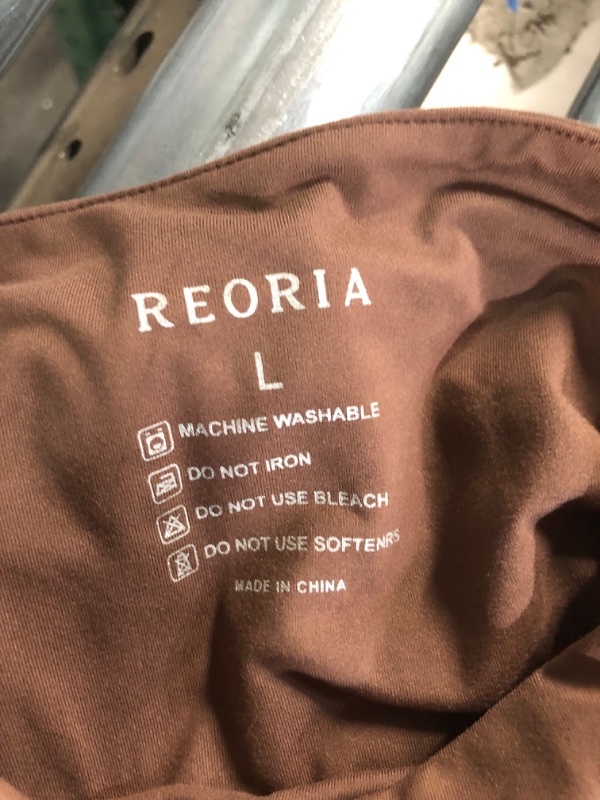 REORIA
L
MACHINE WASHABLE
DO NOT IRON
DO NOT USE BLEACH
DO NOT USE SOFTENRS
MADE IN CHINA